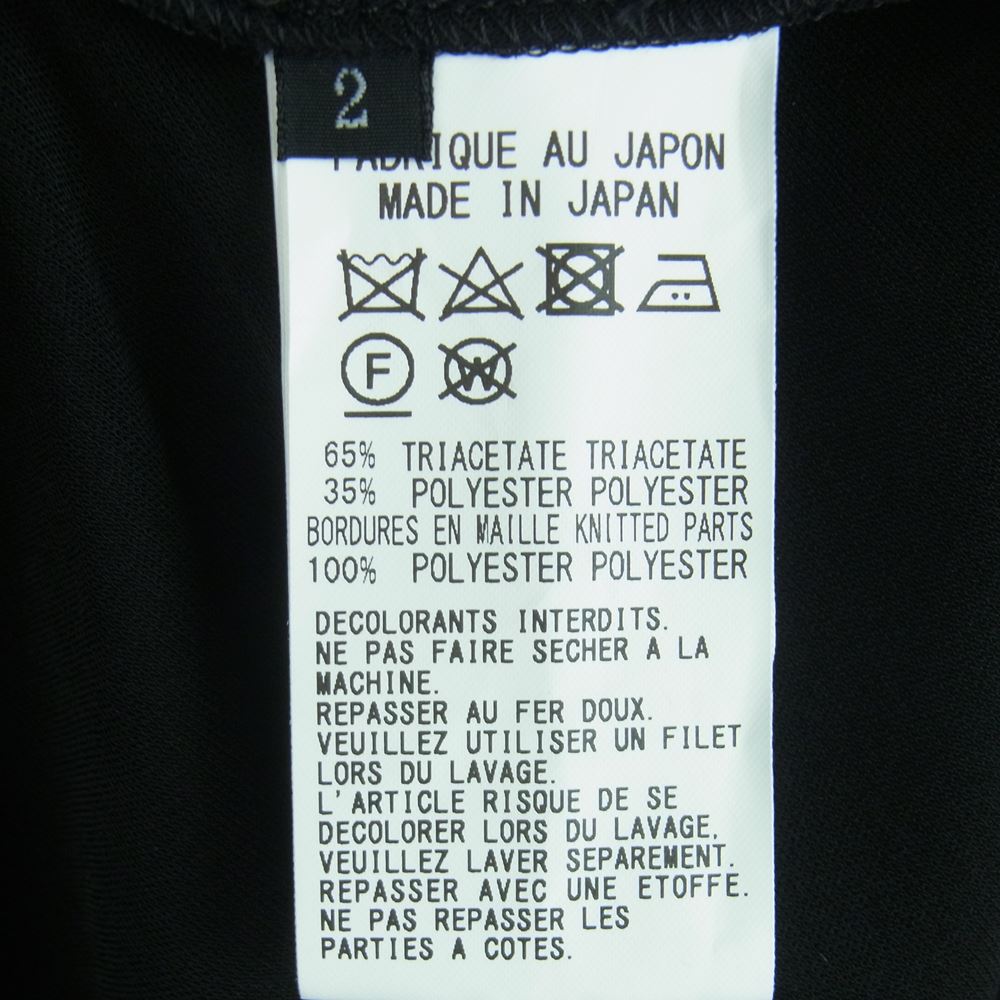 2
FABRIQUE AU JAPON
MADE IN JAPAN
F W
65% TRIACETATE TRIACETATE
35% POLYESTER POLYESTER
BORDURES EN MAILLE KNITTED PARTS
100% POLYESTER POLYESTER
DECOLORANTS INTERDITS.
NE PAS FAIRE SECHER A LA
MACHINE.
REPASSER AU FER DOUX.
VEUILLEZ UTILISER UN FILET
LORS DU LAVAGE.
L'ARTICLE RISQUE DE SE
DECOLORER LORS DU LAVAGE.
VEUILLEZ LAVER SEPAREMENT.
REPASSER AVEC UNE ETOFFE.
NE PAS REPASSER LES
PARTIES A COTES.